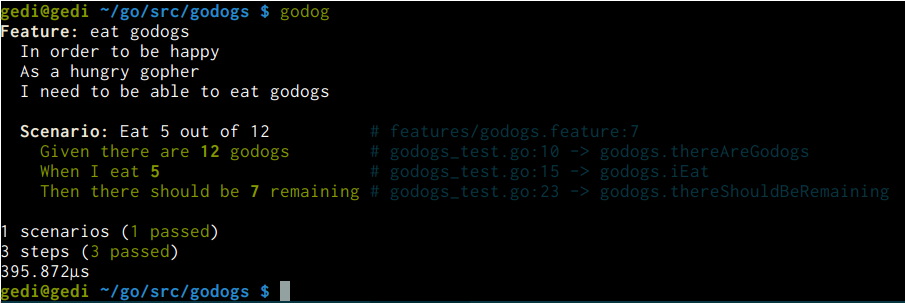 gedi@gedi ~/go/src/godogs $ godog
Feature: eat godogs
  In order to be happy
  As a hungry gopher
  I need to be able to eat godogs

  Scenario: Eat 5 out of 12          # features/godogs.feature:7
    Given there are 12 godogs        # godogs_test.go:10 -> godogs.thereAreGodogs
    When I eat 5                     # godogs_test.go:15 -> godogs.iEat
    Then there should be 7 remaining # godogs_test.go:23 -> godogs.thereShouldBeRemaining

1 scenarios (1 passed)
3 steps (3 passed)
395.872µs
gedi@gedi ~/go/src/godogs $